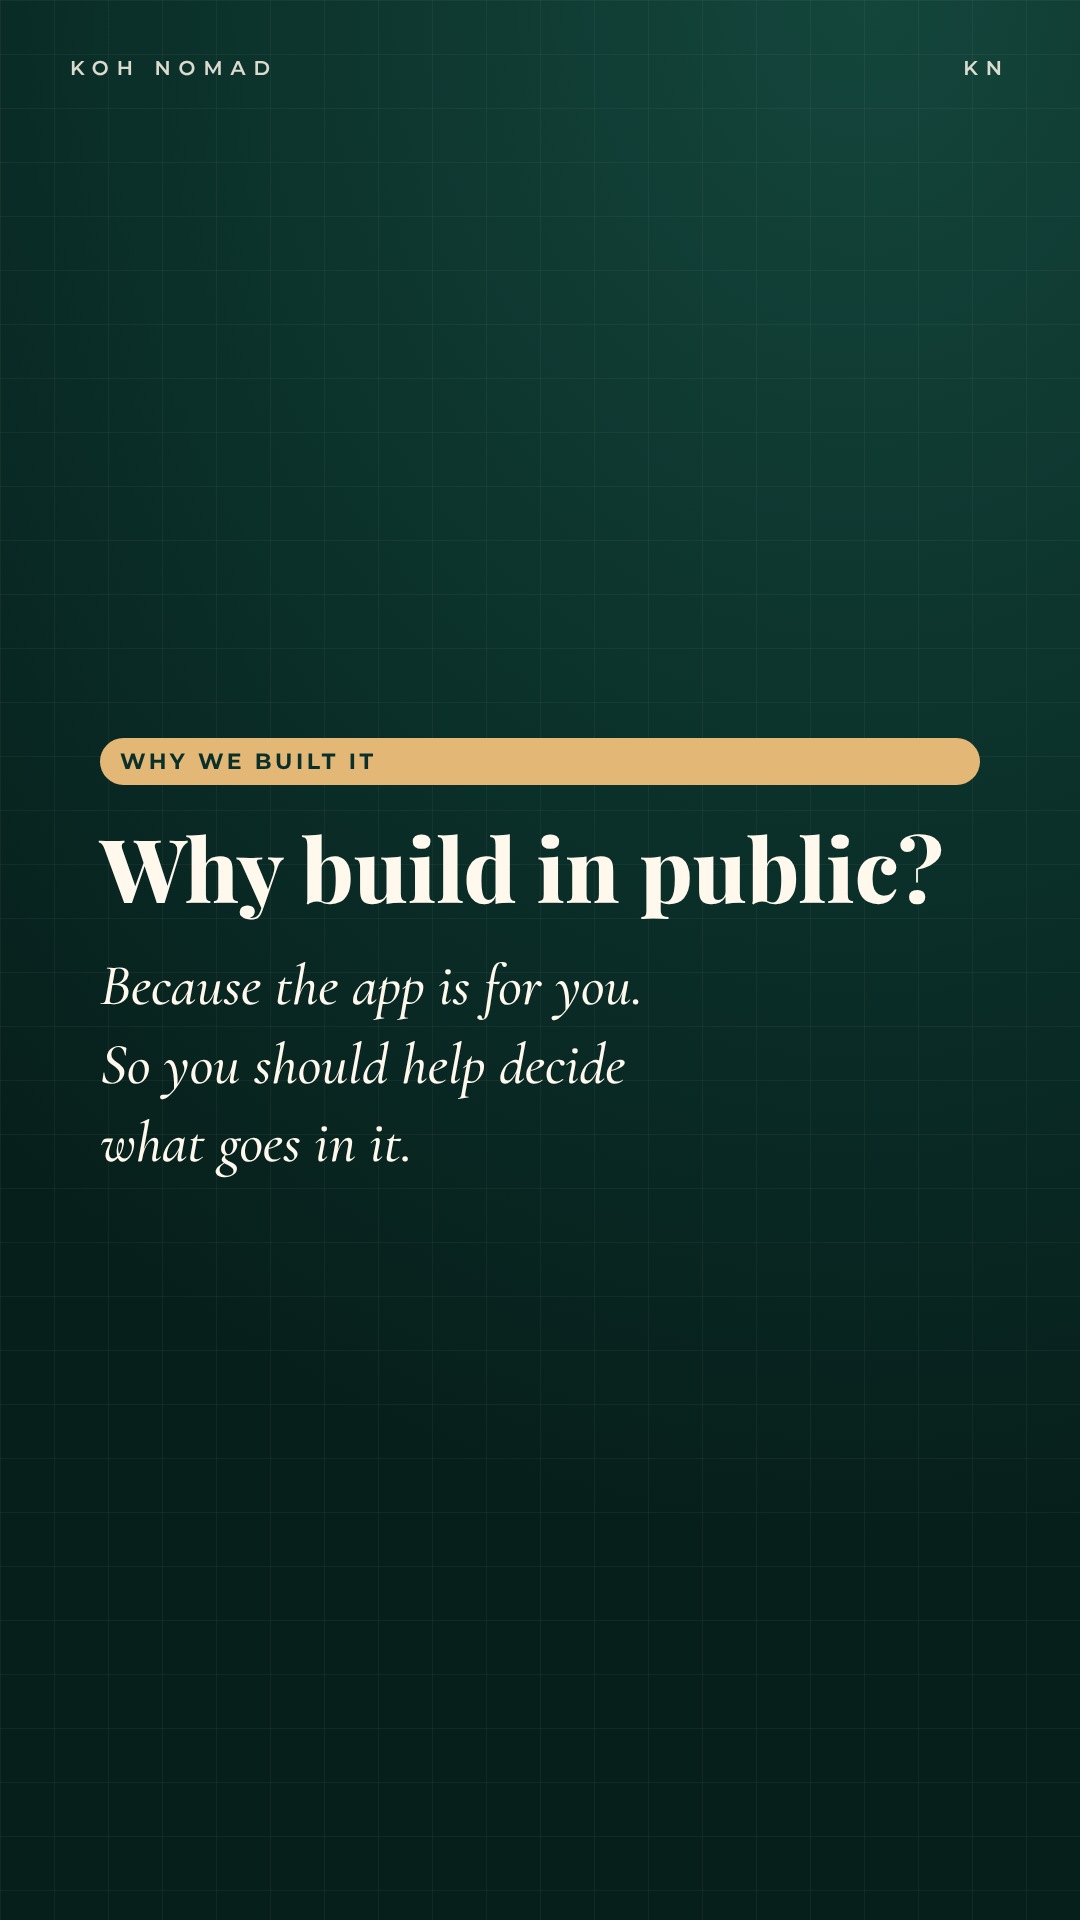 KOH NOMAD
KN
WHY WE BUILT IT
Why build in public?
Because the app is for you.
So you should help decide
what goes in it.